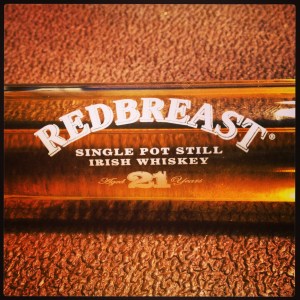 REDBREAST®
SINGLE POT STILL
IRISH WHISKEY
Aged 21 Years